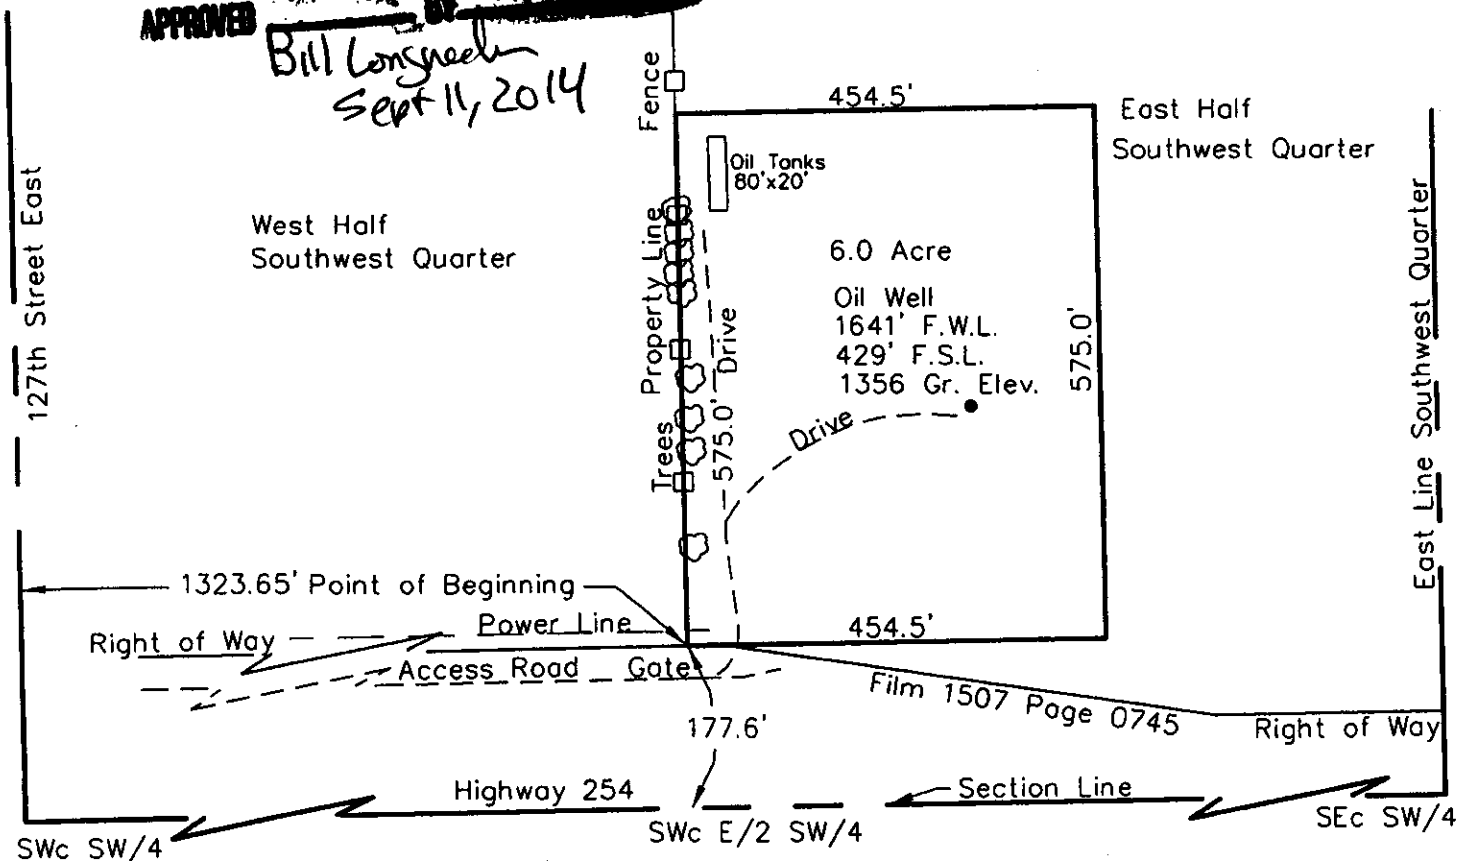 APPROVED BY
Bill
Sept 11, 2014
Fence
454.5'
East Half
Southwest Quarter
Oil Tanks
80'x20'
127th Street East
West Half
Southwest Quarter
Property Line
6.0 Acre
Oil Well
1641' F.W.L.
429' F.S.L.
1356 Gr. Elev.
575.0'
East Line Southwest Quarter
Drive
575.0'
Drive
Trees
1323.65' Point of Beginning
Right of Way
Power Line
454.5'
Access Road Gate
Film 1507 Page 0745
Right of Way
177.6'
Highway 254
Section Line
SWc SW/4
SWc E/2 SW/4
SEc SW/4